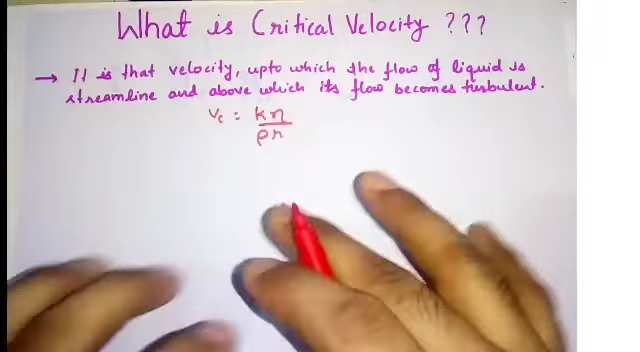 What is Critical Velocity ???
→ It is that velocity, upto which the flow of liquid is
streamline and above which its flow becomes turbulent.
Vc = kη
ρr